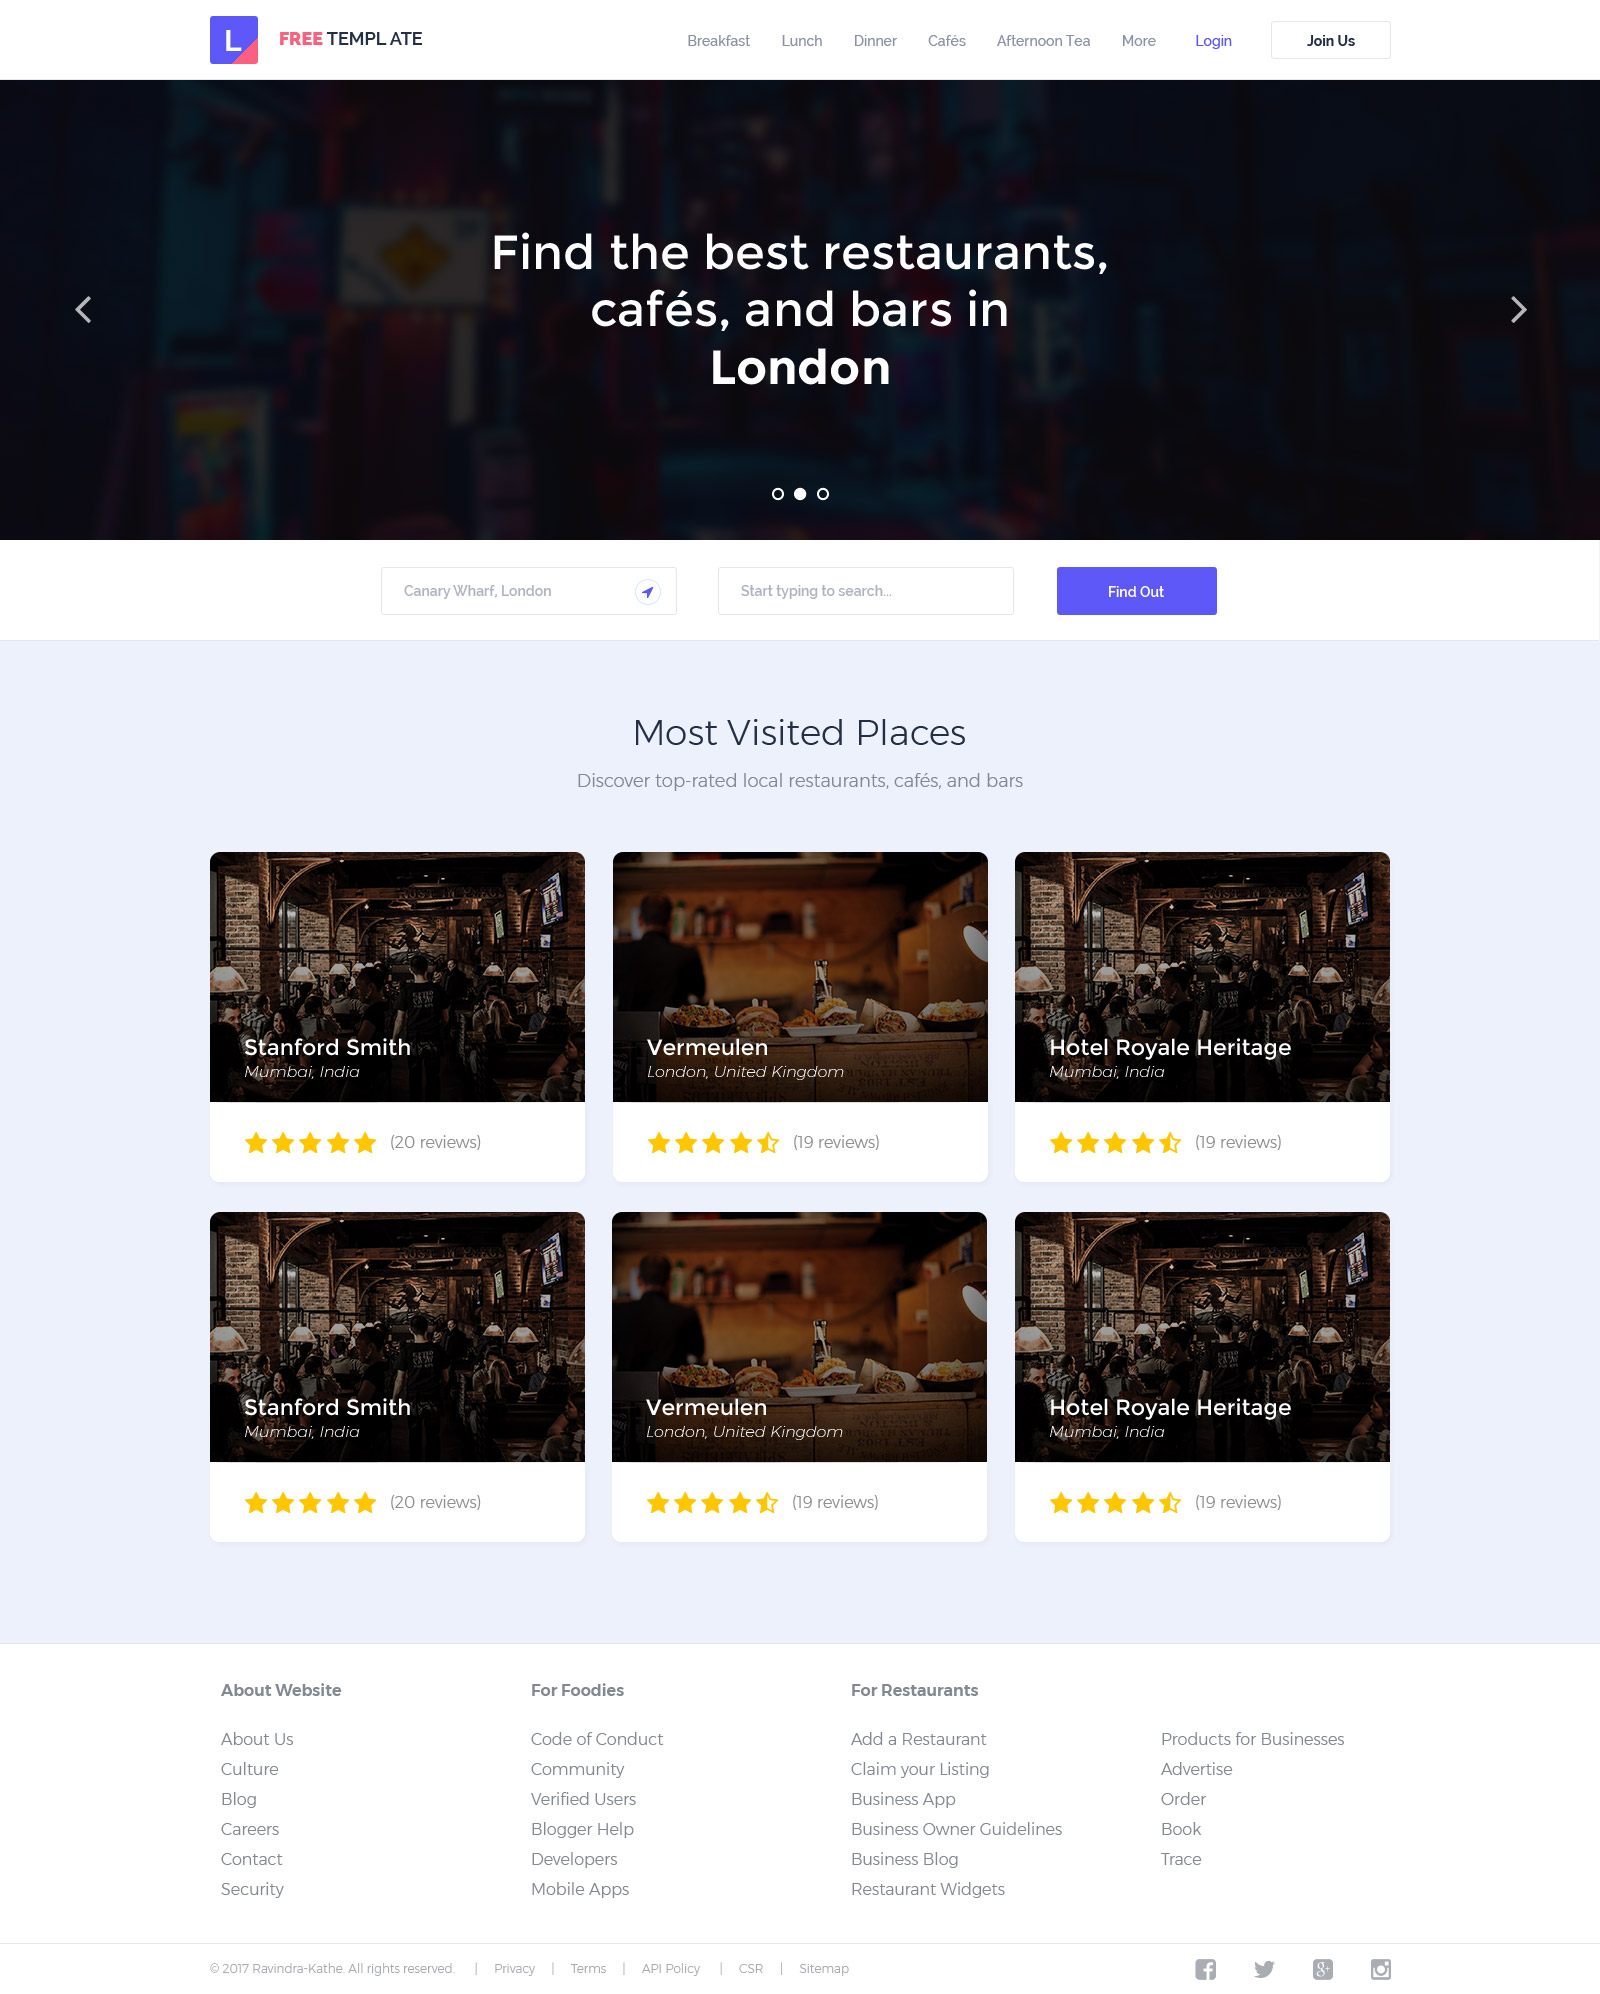 L FREE TEMPLATE Breakfast Lunch Dinner Cafés Afternoon Tea More Login Join Us
Find the best restaurants,
cafés, and bars in
London
Canary Wharf, London Start typing to search... Find Out
Most Visited Places
Discover top-rated local restaurants, cafés, and bars
Stanford Smith
Mumbai, India
(20 reviews)
Vermeulen
London, United Kingdom
(19 reviews)
Hotel Royale Heritage
Mumbai, India
(19 reviews)
Stanford Smith
Mumbai, India
(20 reviews)
Vermeulen
London, United Kingdom
(19 reviews)
Hotel Royale Heritage
Mumbai, India
(19 reviews)
About Website
About Us
Culture
Blog
Careers
Contact
Security
For Foodies
Code of Conduct
Community
Verified Users
Blogger Help
Developers
Mobile Apps
For Restaurants
Add a Restaurant
Claim your Listing
Business App
Business Owner Guidelines
Business Blog
Restaurant Widgets
Products for Businesses
Advertise
Order
Book
Trace
© 2017 Ravindra-Kathe. All rights reserved. | Privacy | Terms | API Policy | CSR | Sitemap